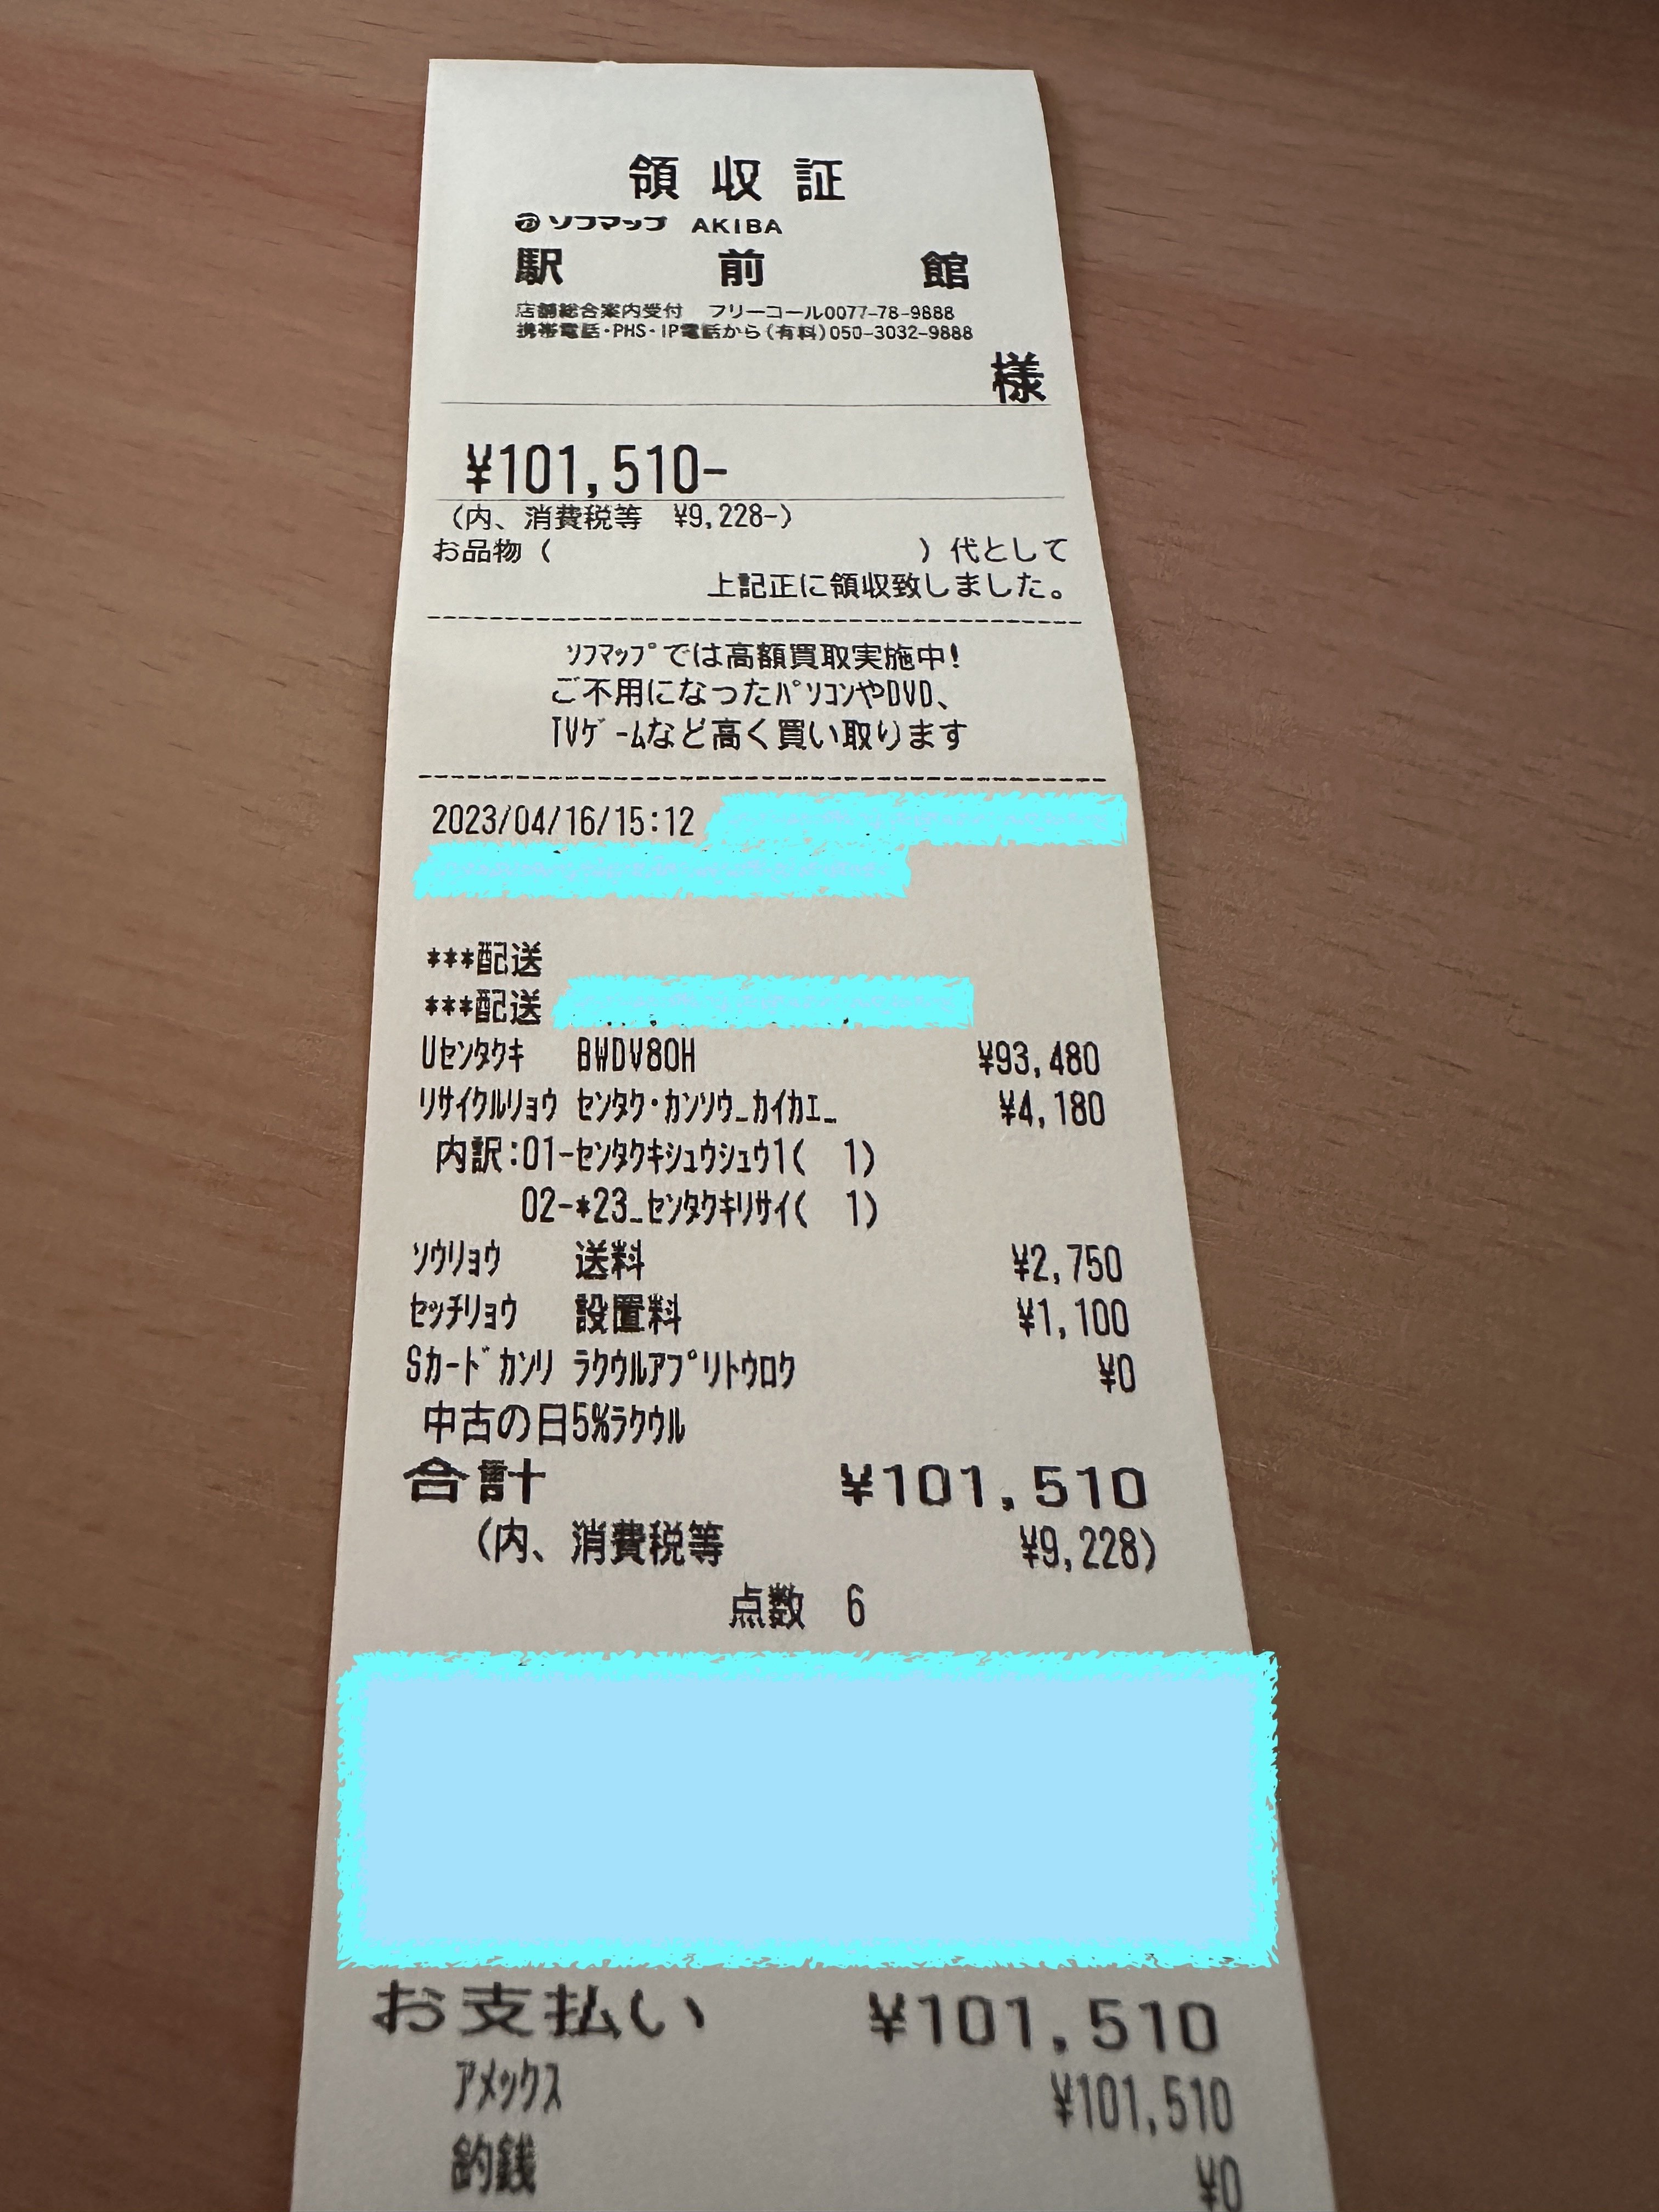 領収証
ソフマップ AKIBA
駅前館
店舗総合案内受付 フリーコール0077-78-9888
携帯電話・PHS・IP電話から(有料)050-3032-9888
様
¥101,510-
(内、消費税等 ¥9,228-)
お品物( )代として
上記正に領収致しました。
ｿﾌﾏｯﾌﾟでは高額買取実施中!
ご不用になったﾊﾟｿｺﾝやDVD、
TVｹﾞｰﾑなど高く買い取ります
2023/04/16/15:12
***配送
***配送
Uｾﾝﾀｸｷ BWDV80H ¥93,480
ﾘｻｲｸﾙﾘｮｳ ｾﾝﾀｸ・ｶﾝｿｳ_ｶｲｶｴ_ ¥4,180
内訳:01-ｾﾝﾀｸｷｼｭｳｼｭｳ1( 1)
02-*23_ｾﾝﾀｸｷﾘｻｲ( 1)
ｿｳﾘｮｳ 送料 ¥2,750
ｾｯﾁﾘｮｳ 設置料 ¥1,100
Sｶｰﾄﾞｶﾝﾘ ﾗｸｳﾙｱﾌﾟﾘﾄｳﾛｸ ¥0
中古の日5%ﾗｸｳﾙ
合計 ¥101,510
(内、消費税等 ¥9,228)
点数 6
お支払い ¥101,510
ｱﾒｯｸｽ ¥101,510
釣銭 ¥0